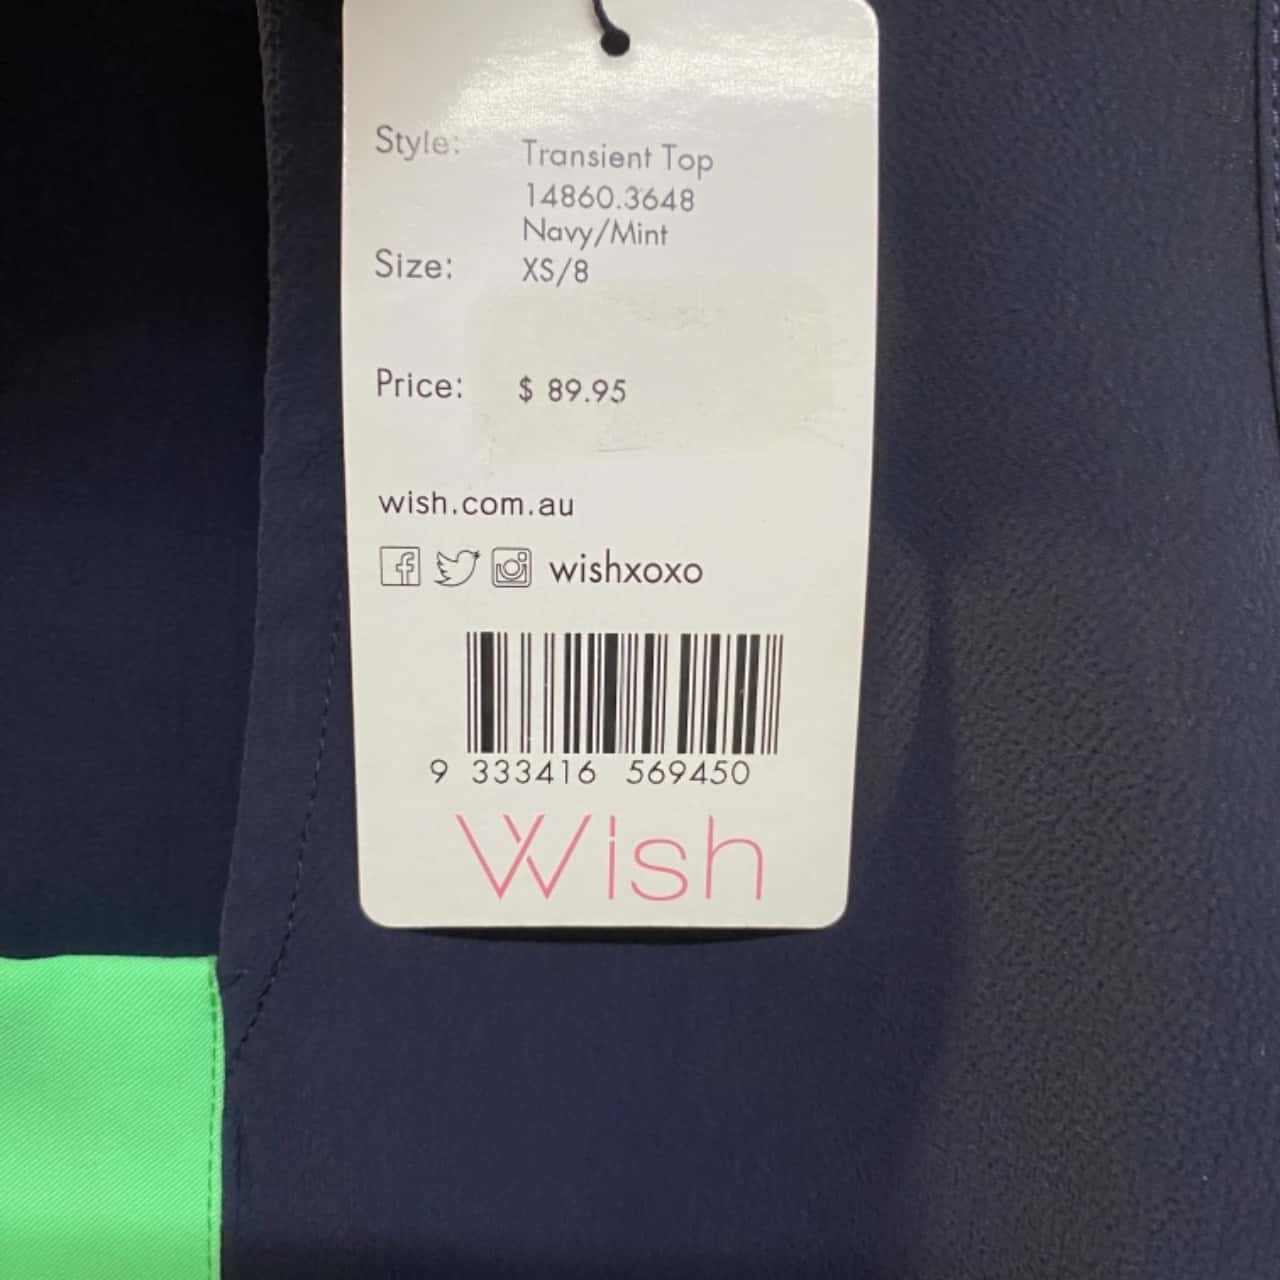 Style: Transient Top
14860.3648
Navy/Mint
Size: XS/8
Price: $ 89.95
wish.com.au
wishxoxo
9 333416 569450
Wish